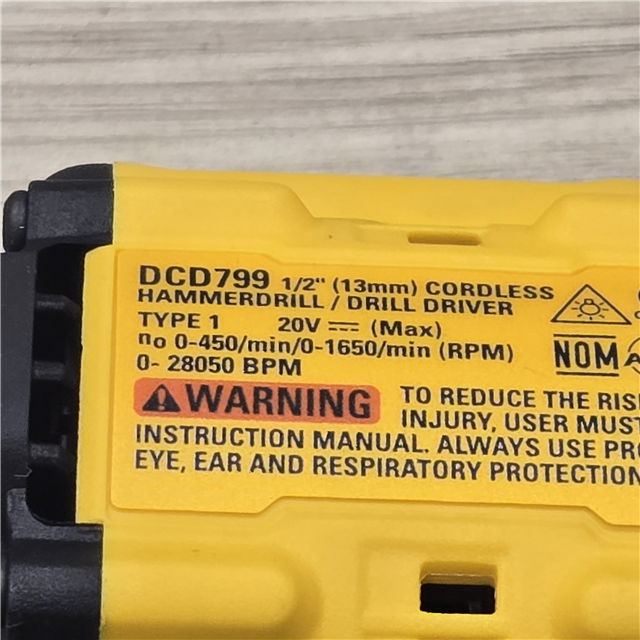 DCD799 1/2" (13mm) CORDLESS
HAMMERDRILL / DRILL DRIVER
TYPE 1 20V ⎓ (Max)
no 0-450/min/0-1650/min (RPM)
0- 28050 BPM
NOM
WARNING TO REDUCE THE
INJURY, USER MUST
INSTRUCTION MANUAL. ALWAYS USE
EYE, EAR AND RESPIRATORY PROTECTION